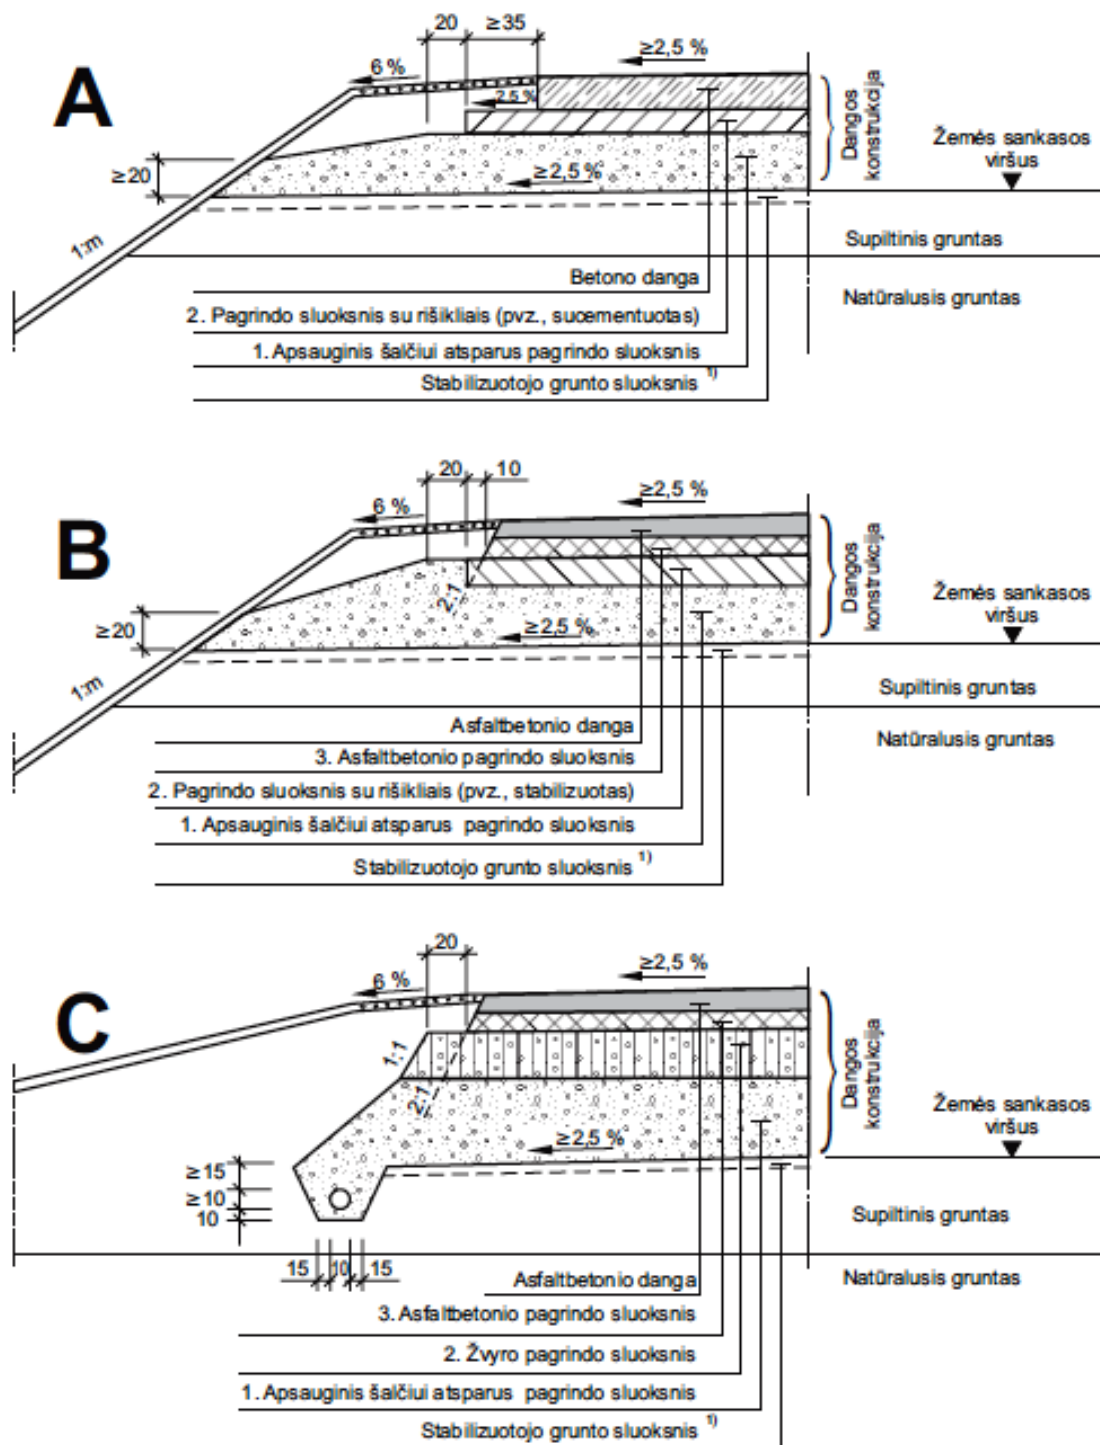 20 ≥35
≥2,5 %
6 %
A
2,5 %
Dangos
konstrukcija
Žemės sankasos
viršus
≥20
≥2,5 %
1:m
Supiltinis gruntas
Betono danga
Natūralusis gruntas
2. Pagrindo sluoksnis su rišikliais (pvz., sucementuotas)
1. Apsauginis šalčiui atsparus pagrindo sluoksnis
Stabilizuotojo grunto sluoksnis 1)
20 10
≥2,5 %
6 %
B
Dangos
konstrukcija
2:1
Žemės sankasos
viršus
≥20
≥2,5 %
1:m
Supiltinis gruntas
Asfaltbetonio danga
Natūralusis gruntas
3. Asfaltbetonio pagrindo sluoksnis
2. Pagrindo sluoksnis su rišikliais (pvz., stabilizuotas)
1. Apsauginis šalčiui atsparus pagrindo sluoksnis
Stabilizuotojo grunto sluoksnis 1)
20
≥2,5 %
6 %
C
1:1
2:1
Dangos
konstrukcija
Žemės sankasos
viršus
≥2,5 %
≥15
≥10
10
Supiltinis gruntas
15 10 15
Asfaltbetonio danga
Natūralusis gruntas
3. Asfaltbetonio pagrindo sluoksnis
2. Žvyro pagrindo sluoksnis
1. Apsauginis šalčiui atsparus pagrindo sluoksnis
Stabilizuotojo grunto sluoksnis 1)